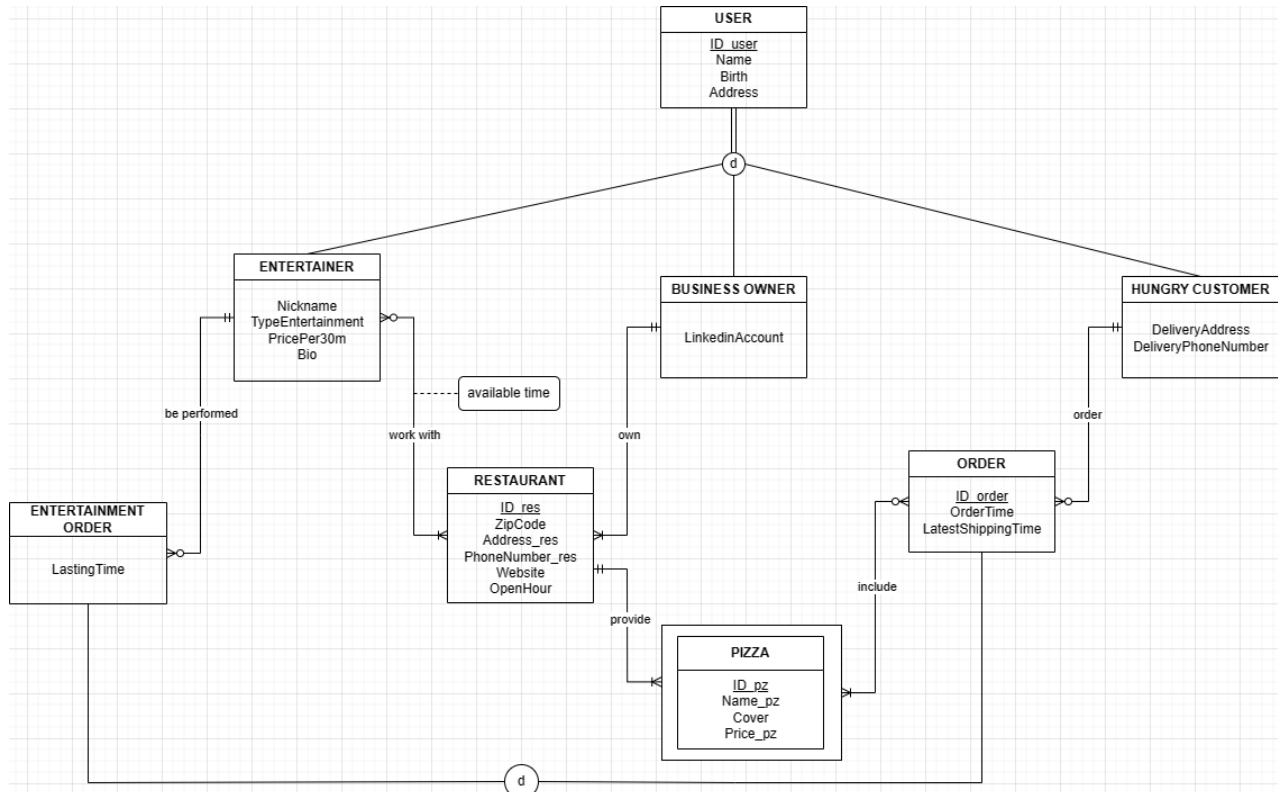 USER
ID_user
Name
Birth
Address
d
ENTERTAINER
Nickname
TypeEntertainment
PricePer30m
Bio
BUSINESS OWNER
LinkedinAccount
HUNGRY CUSTOMER
DeliveryAddress
DeliveryPhoneNumber
available time
be performed
work with
own
order
RESTAURANT
ID_res
ZipCode
Address_res
PhoneNumber_res
Website
OpenHour
ORDER
ID_order
OrderTime
LatestShippingTime
ENTERTAINMENT
ORDER
LastingTime
include
provide
PIZZA
ID_pz
Name_pz
Cover
Price_pz
d